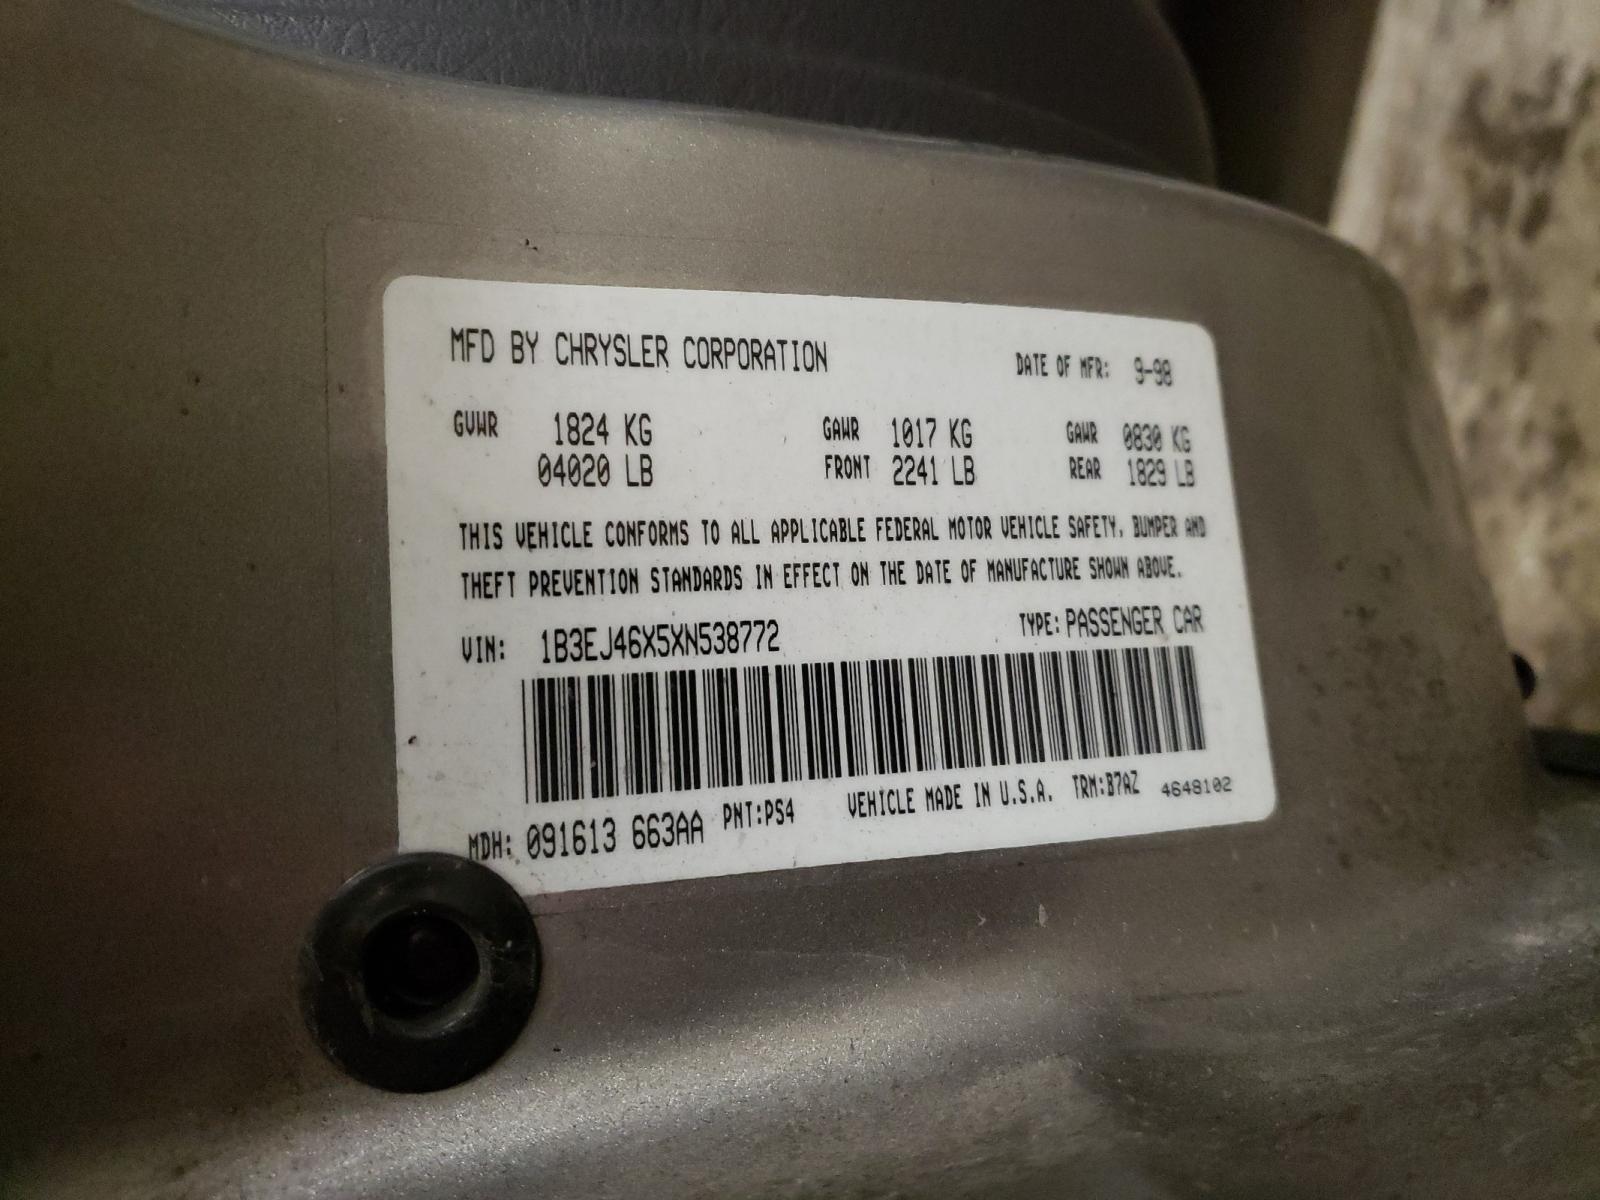 MFD BY CHRYSLER CORPORATION DATE OF MFR: 9-98
GVWR 1824 KG GAWR 1017 KG GAWR 0830 KG
04020 LB FRONT 2241 LB REAR 1829 LB
THIS VEHICLE CONFORMS TO ALL APPLICABLE FEDERAL MOTOR VEHICLE SAFETY, BUMPER AND
THEFT PREVENTION STANDARDS IN EFFECT ON THE DATE OF MANUFACTURE SHOWN ABOVE.
VIN: 1B3EJ46X5XN538772 TYPE: PASSENGER CAR
MDH: 091613 663AA PNT:PS4 VEHICLE MADE IN U.S.A. TRM:B7AZ 4648102